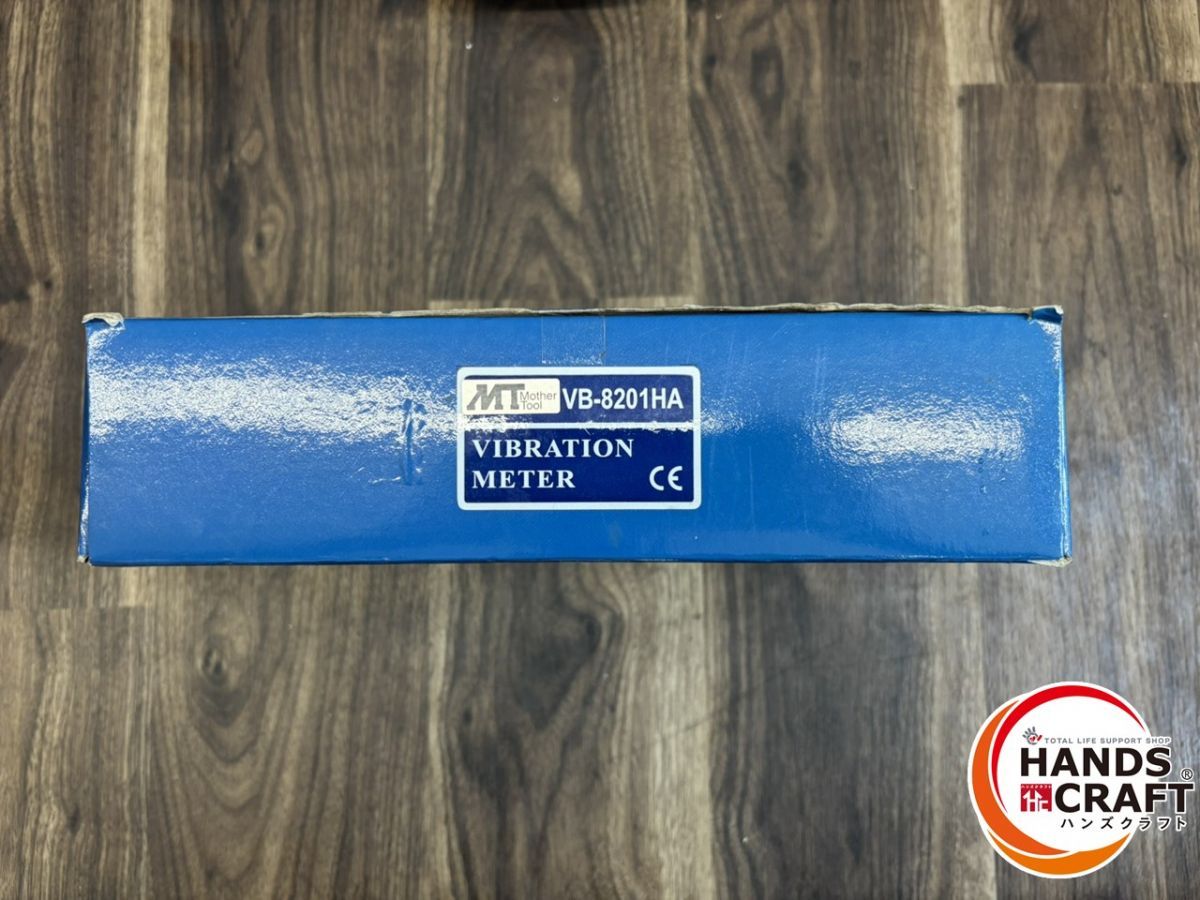 MT Mother Tool VB-8201HA
VIBRATION
METER CE
TOTAL LIFE SUPPORT SHOP
HANDS
CRAFT®
ハンズクラフト